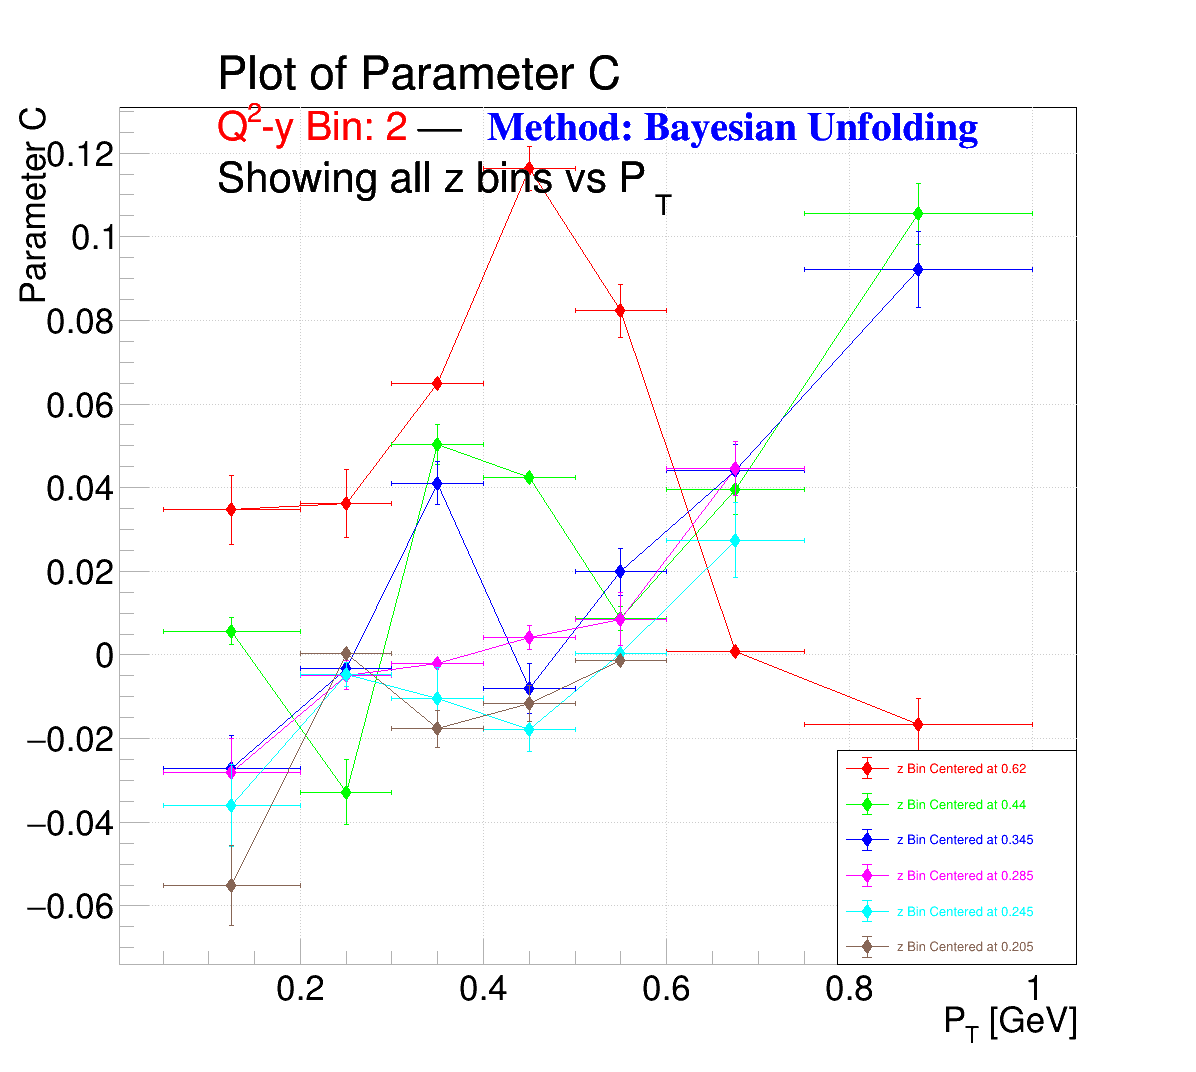 Plot of Parameter C
Q2-y Bin: 2 — Method: Bayesian Unfolding
Showing all z bins vs P T
Parameter C
0.12
0.1
0.08
0.06
0.04
0.02
0
−0.02
−0.04
−0.06
z Bin Centered at 0.62
z Bin Centered at 0.44
z Bin Centered at 0.345
z Bin Centered at 0.285
z Bin Centered at 0.245
z Bin Centered at 0.205
0.2 0.4 0.6 0.8 1
PT [GeV]